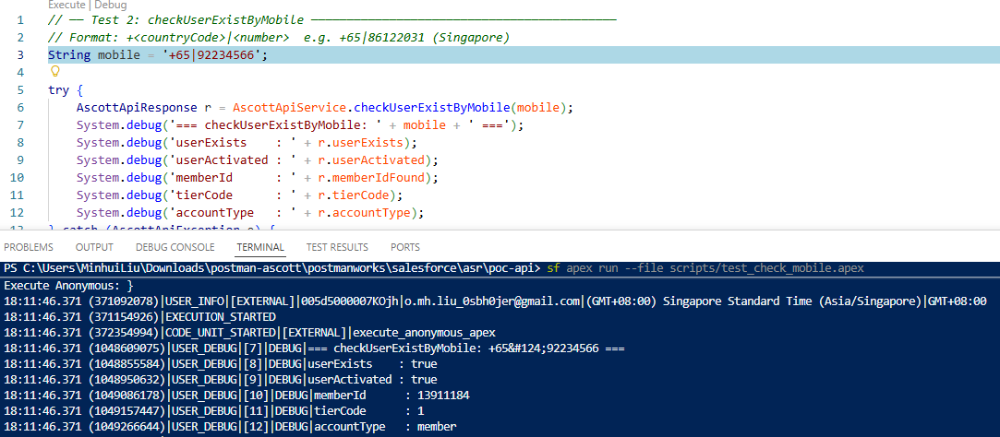 Execute | Debug
1 // ── Test 2: checkUserExistByMobile ──────────────────────────────────────────
2 // Format: +<countryCode>|<number>  e.g. +65|86122031 (Singapore)
3 String mobile = '+65|92234566';
4
5 try {
6     AscottApiResponse r = AscottApiService.checkUserExistByMobile(mobile);
7     System.debug('=== checkUserExistByMobile: ' + mobile + ' ===');
8     System.debug('userExists    : ' + r.userExists);
9     System.debug('userActivated : ' + r.userActivated);
10     System.debug('memberId      : ' + r.memberIdFound);
11     System.debug('tierCode      : ' + r.tierCode);
12     System.debug('accountType   : ' + r.accountType);
13 } catch (AscottApiException e) {
PROBLEMS OUTPUT DEBUG CONSOLE TERMINAL TEST RESULTS PORTS
PS C:\Users\MinhuiLiu\Downloads\postman-ascott\postmanworks\salesforce\asr\poc-api> sf apex run --file scripts/test_check_mobile.apex
Execute Anonymous: }
18:11:46.371 (371092078)|USER_INFO|[EXTERNAL]|005d5000007KOjh|o.mh.liu_0sbh0jer@gmail.com|(GMT+08:00) Singapore Standard Time (Asia/Singapore)|GMT+08:00
18:11:46.371 (371154926)|EXECUTION_STARTED
18:11:46.371 (372354994)|CODE_UNIT_STARTED|[EXTERNAL]|execute_anonymous_apex
18:11:46.371 (1048609075)|USER_DEBUG|[7]|DEBUG|=== checkUserExistByMobile: +65&#124;92234566 ===
18:11:46.371 (1048855584)|USER_DEBUG|[8]|DEBUG|userExists    : true
18:11:46.371 (1048950632)|USER_DEBUG|[9]|DEBUG|userActivated : true
18:11:46.371 (1049086178)|USER_DEBUG|[10]|DEBUG|memberId      : 13911184
18:11:46.371 (1049157447)|USER_DEBUG|[11]|DEBUG|tierCode      : 1
18:11:46.371 (1049266644)|USER_DEBUG|[12]|DEBUG|accountType   : member